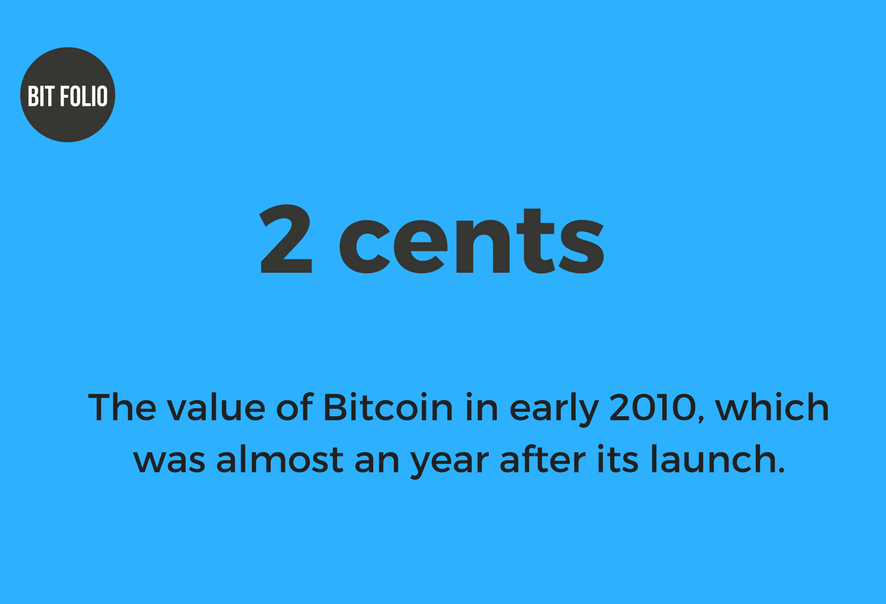 BIT FOLIO
2 cents
The value of Bitcoin in early 2010, which
was almost an year after its launch.